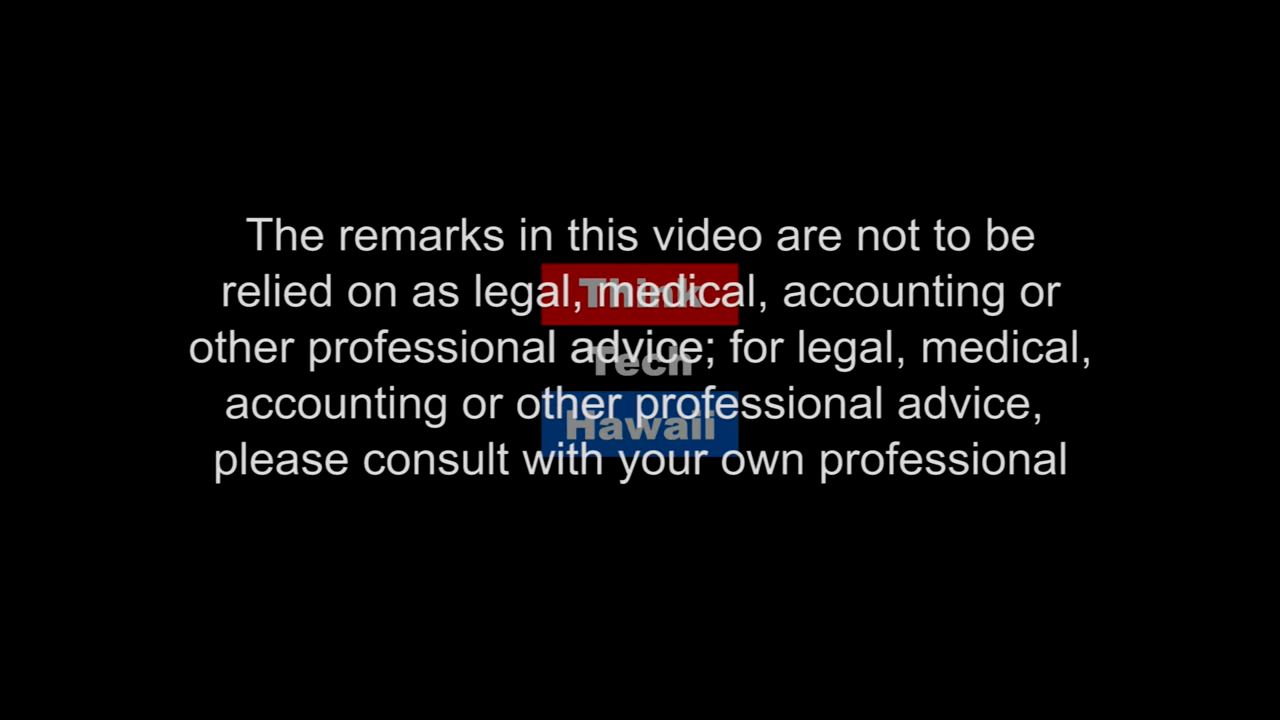 The remarks in this video are not to be
relied on as legal, medical, accounting or
other professional advice; for legal, medical,
accounting or other professional advice,
please consult with your own professional
Think
Tech
Hawaii